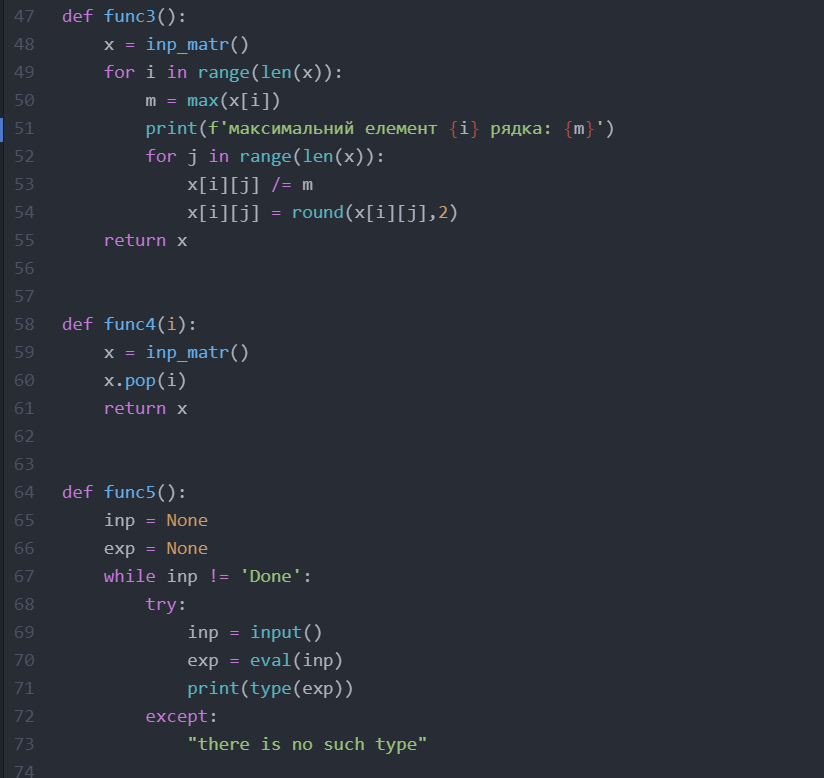 47 def func3():
48     x = inp_matr()
49     for i in range(len(x)):
50         m = max(x[i])
51         print(f'максимальний елемент {i} рядка: {m}')
52         for j in range(len(x)):
53             x[i][j] /= m
54             x[i][j] = round(x[i][j],2)
55     return x
56
57
58 def func4(i):
59     x = inp_matr()
60     x.pop(i)
61     return x
62
63
64 def func5():
65     inp = None
66     exp = None
67     while inp != 'Done':
68         try:
69             inp = input()
70             exp = eval(inp)
71             print(type(exp))
72         except:
73             "there is no such type"
74